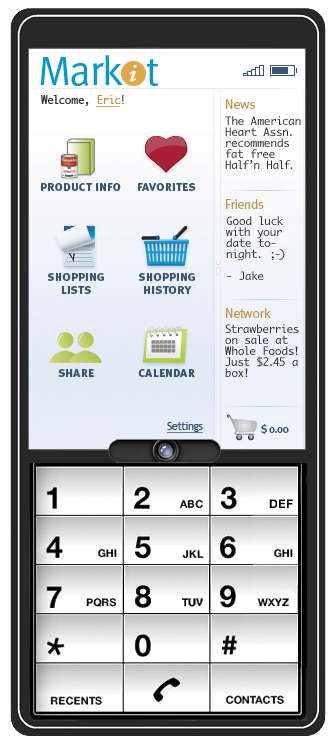 Markit
Welcome, Eric!
PRODUCT INFO
FAVORITES
SHOPPING
LISTS
SHOPPING
HISTORY
SHARE
CALENDAR
Settings
News
The American
Heart Assn.
recommends
fat free
Half'n Half.
Friends
Good luck
with your
date to-
night. ;-)
- Jake
Network
Strawberries
on sale at
Whole Foods!
Just $2.45 a
box!
$ 0.00
1
2 ABC
3 DEF
4 GHI
5 JKL
6 GHI
7 PQRS
8 TUV
9 WXYZ
*
0
#
RECENTS
CONTACTS